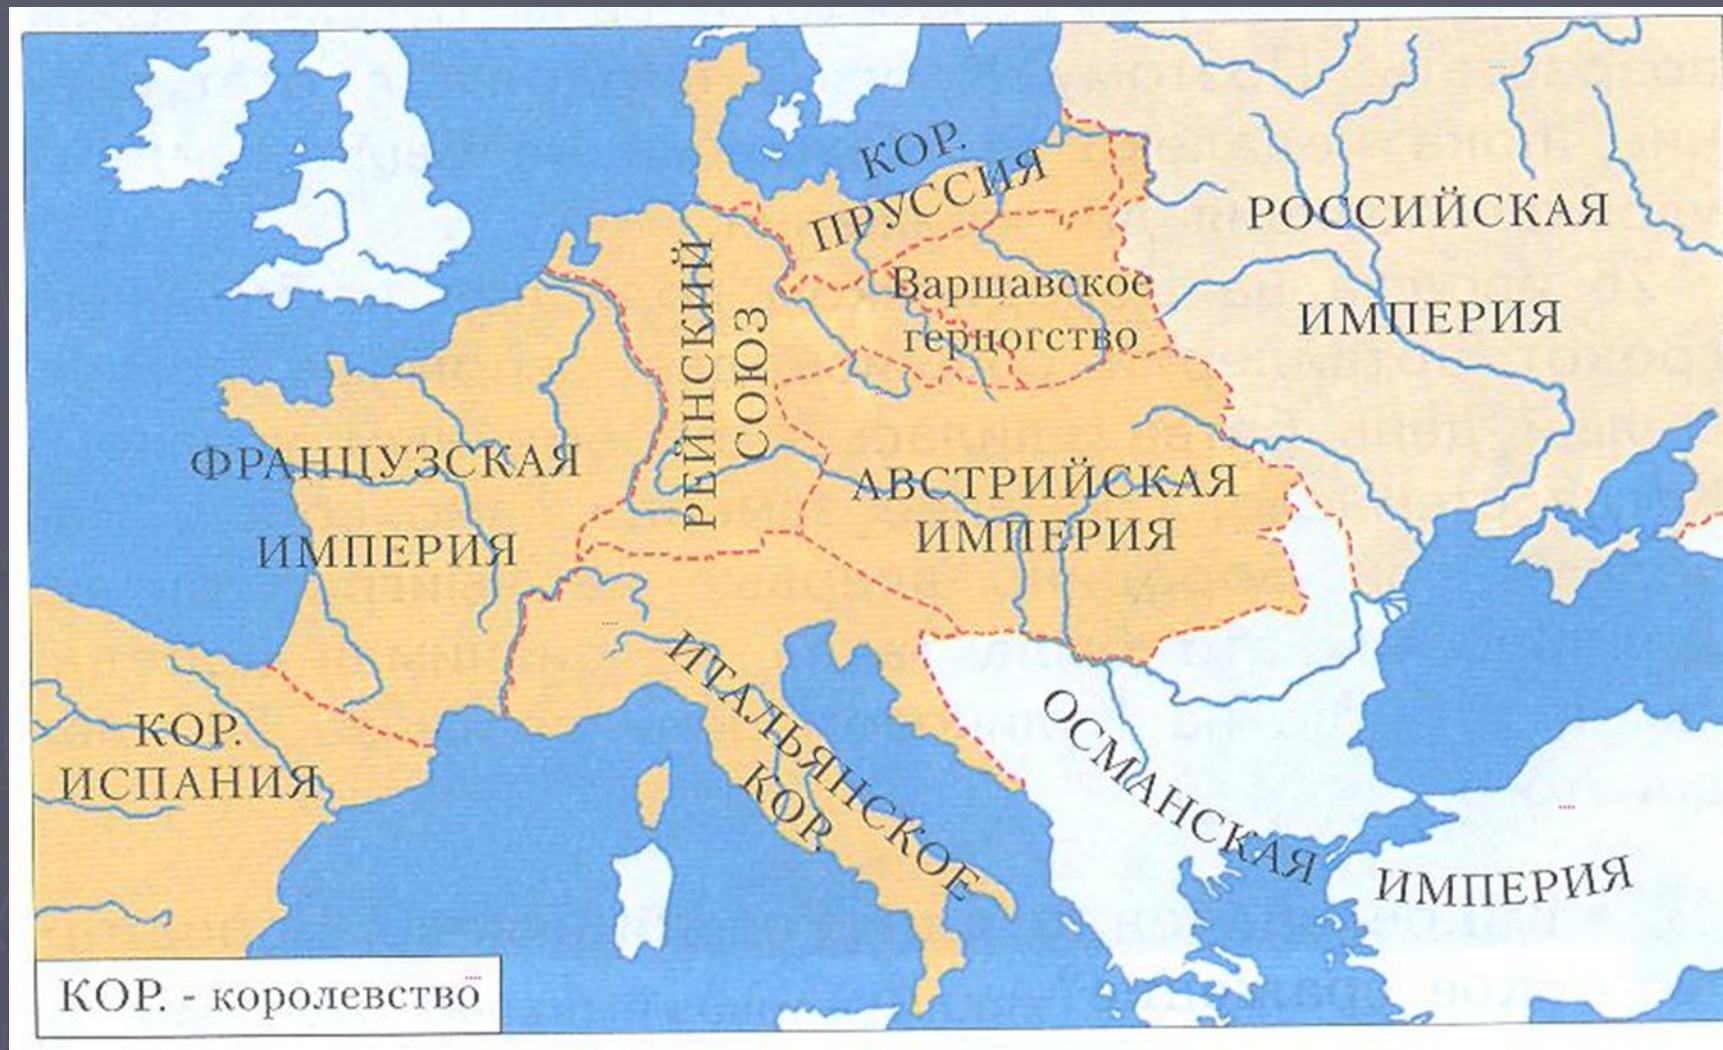 КОР.
ПРУССИЯ
РОССИЙСКАЯ
ИМПЕРИЯ
Варшавское
герцогство
РЕЙНСКИЙ
СОЮЗ
ФРАНЦУЗСКАЯ
ИМПЕРИЯ
АВСТРИЙСКАЯ
ИМПЕРИЯ
КОР.
ИСПАНИЯ
ИТАЛЬЯНСКОЕ
КОР.
ОСМАНСКАЯ
ИМПЕРИЯ
КОР. - королевство